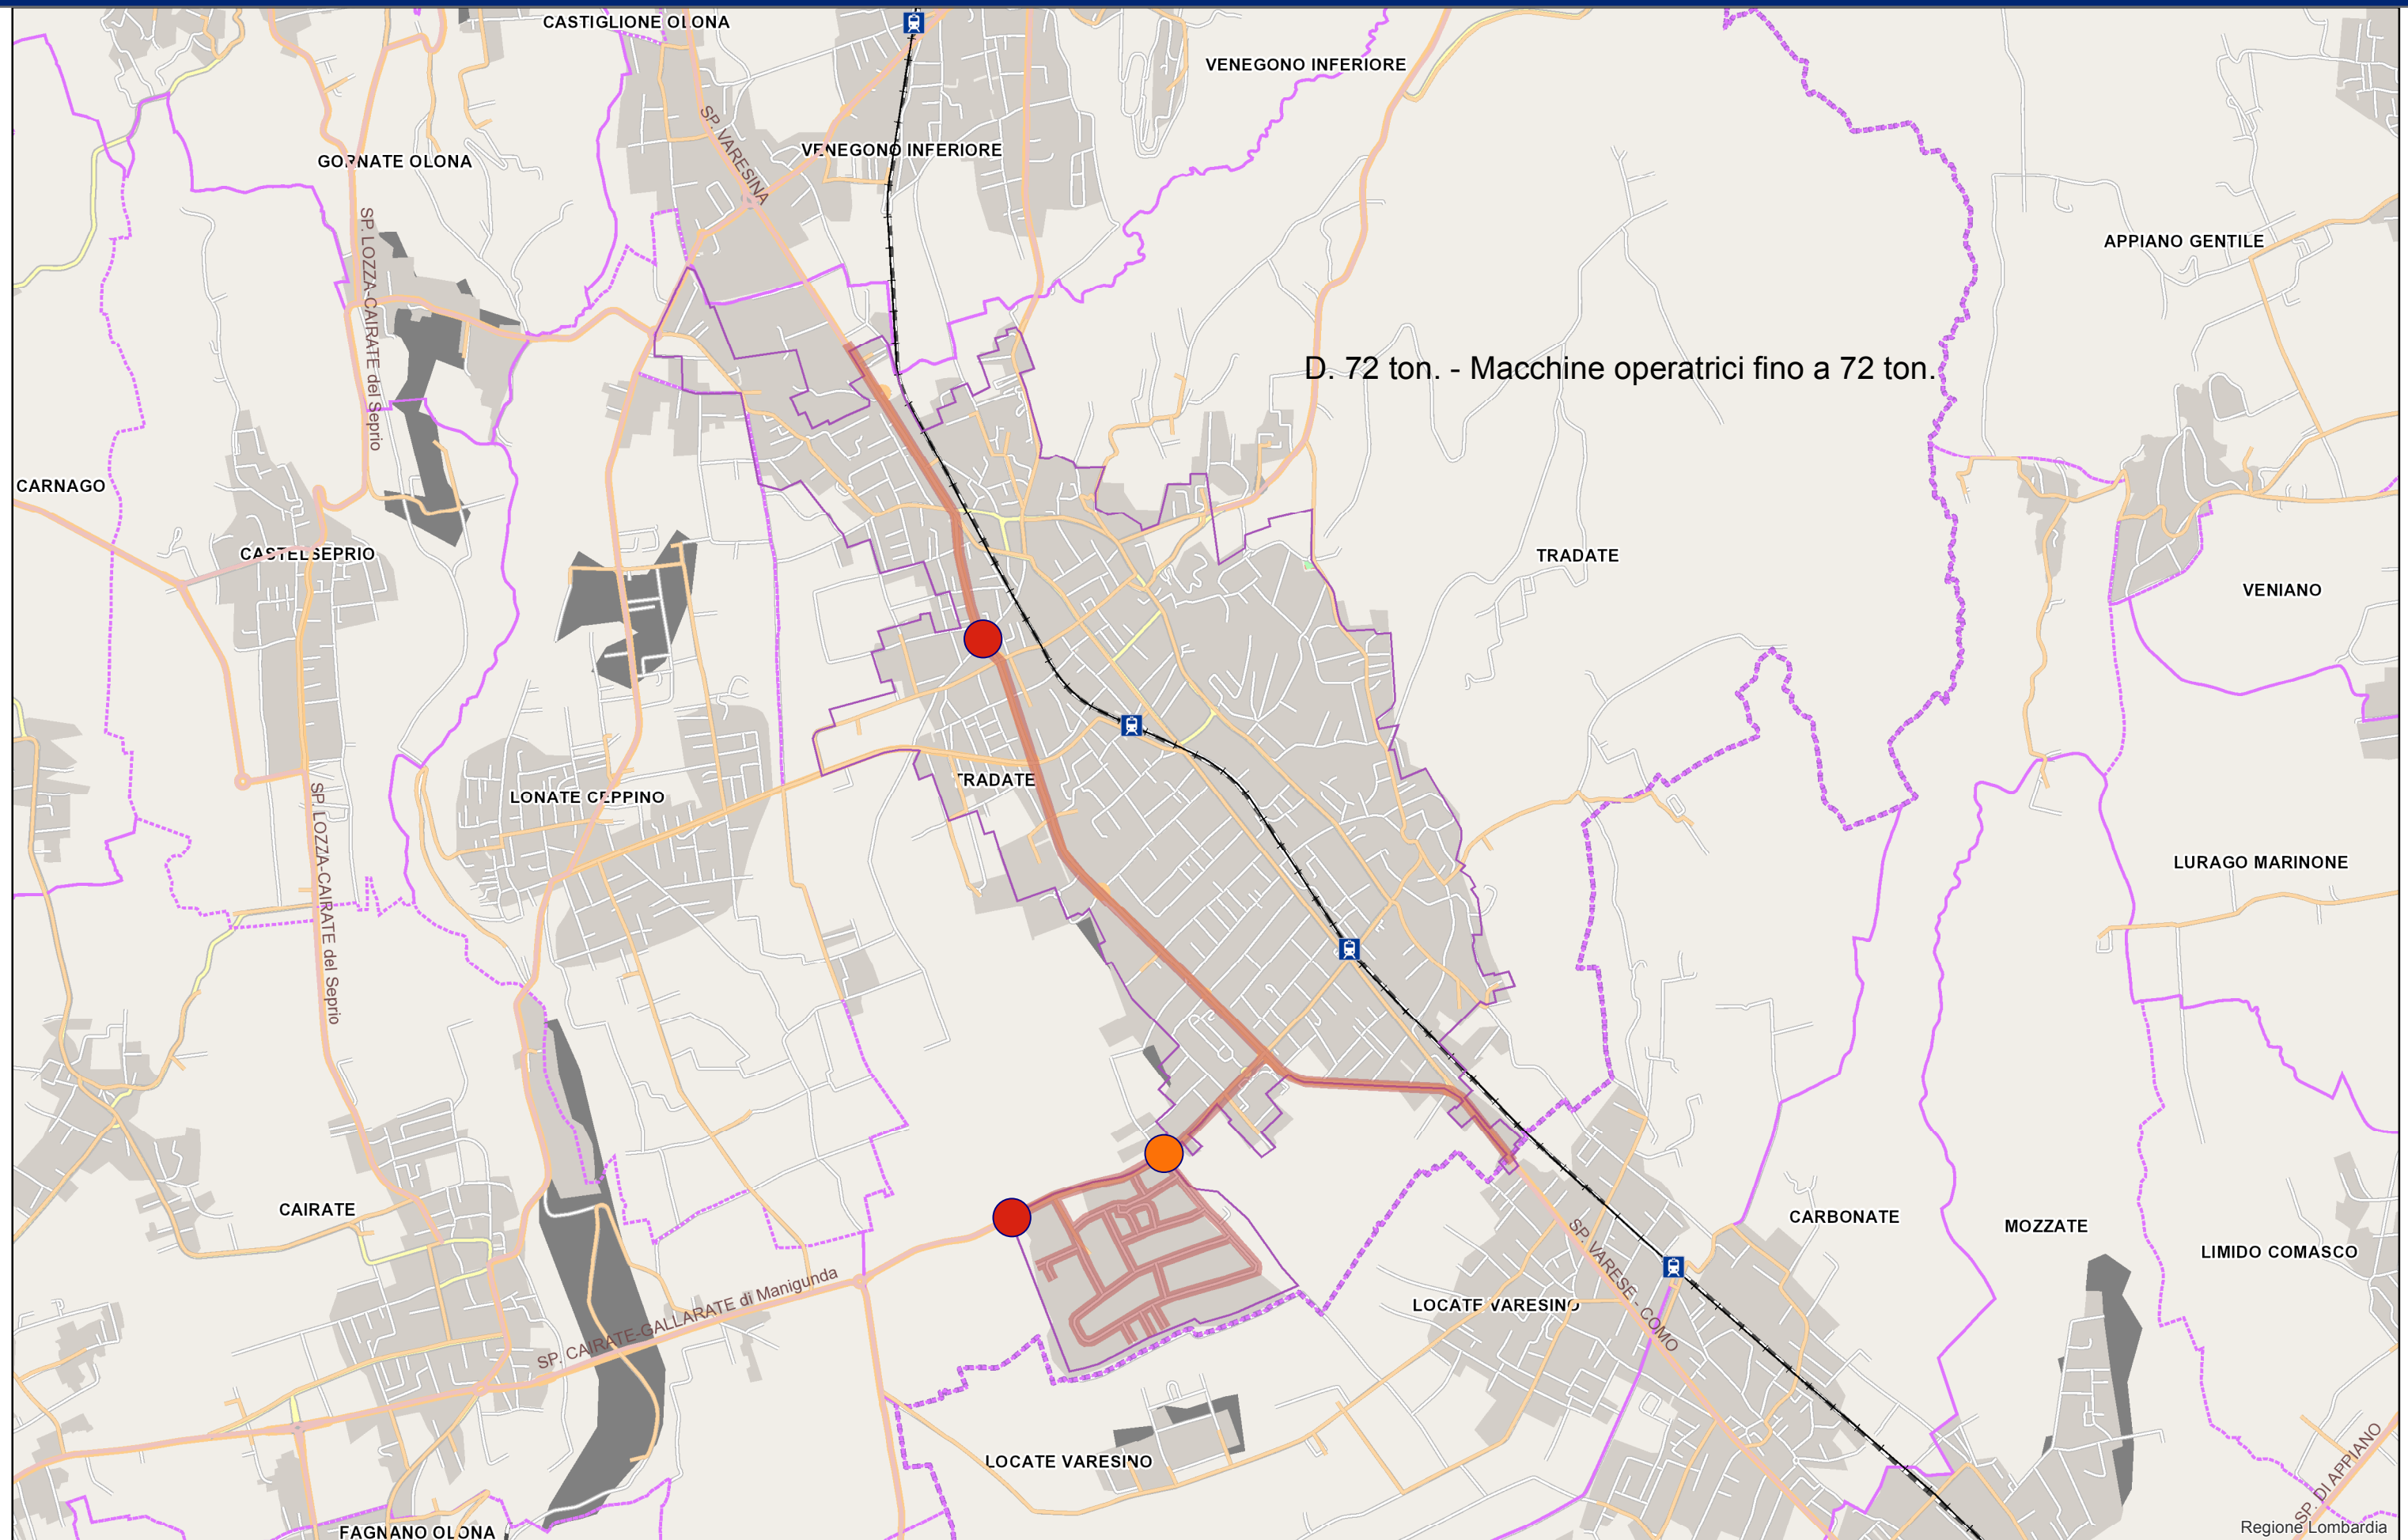 CASTIGLIONE OLONA
VENEGONO INFERIORE
SP. VARESINA
VENEGONO INFERIORE
GORNATE OLONA
SP. LOZZA-CAIRATE del Seprio
APPIANO GENTILE
D. 72 ton. - Macchine operatrici fino a 72 ton.
CARNAGO
CASTELSEPRIO
TRADATE
VENIANO
TRADATE
LONATE CEPPINO
SP. LOZZA-CAIRATE del Seprio
LURAGO MARINONE
CAIRATE
CARBONATE
MOZZATE
LIMIDO COMASCO
SP. VARESE - COMO
LOCATE VARESINO
SP. CAIRATE-GALLARATE di Manigunda
LOCATE VARESINO
SP. DI APPIANO
FAGNANO OLONA
Regione Lombardia